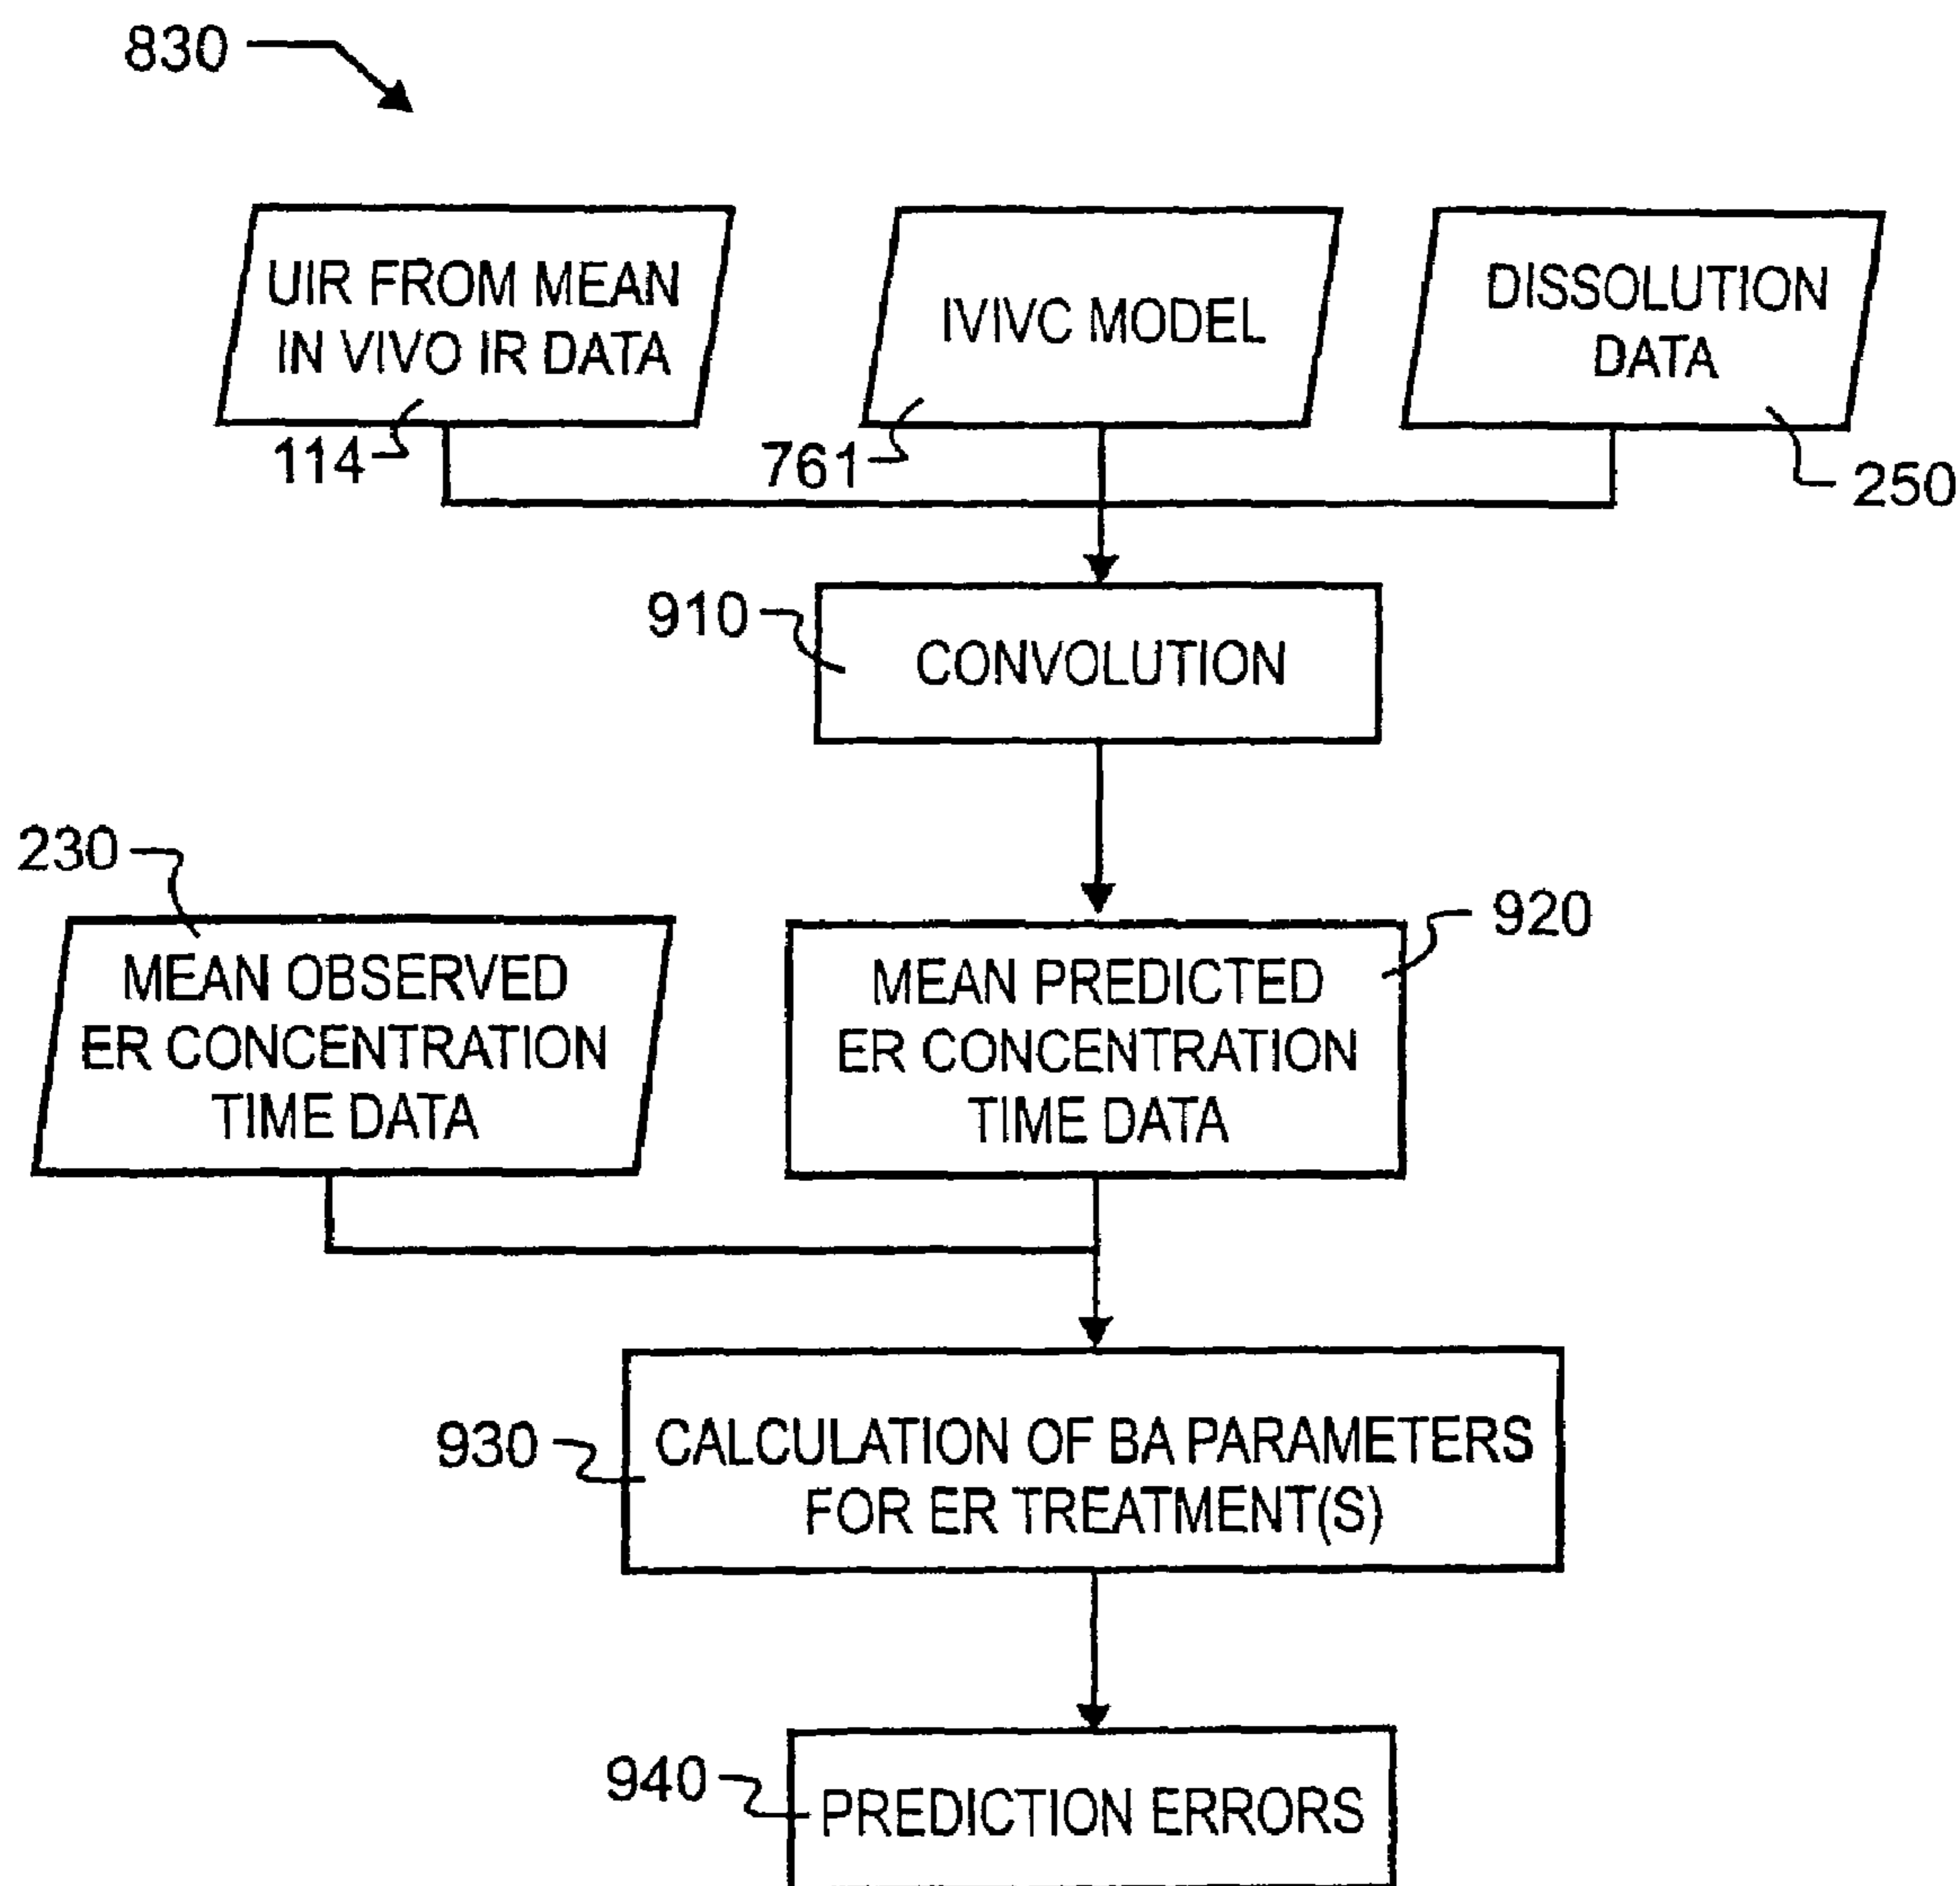 830
UIR FROM MEAN
IN VIVO IR DATA
114
IVIVC MODEL
761
DISSOLUTION
DATA
250
910
CONVOLUTION
230
MEAN OBSERVED
ER CONCENTRATION
TIME DATA
920
MEAN PREDICTED
ER CONCENTRATION
TIME DATA
930
CALCULATION OF BA PARAMETERS
FOR ER TREATMENT(S)
940
PREDICTION ERRORS